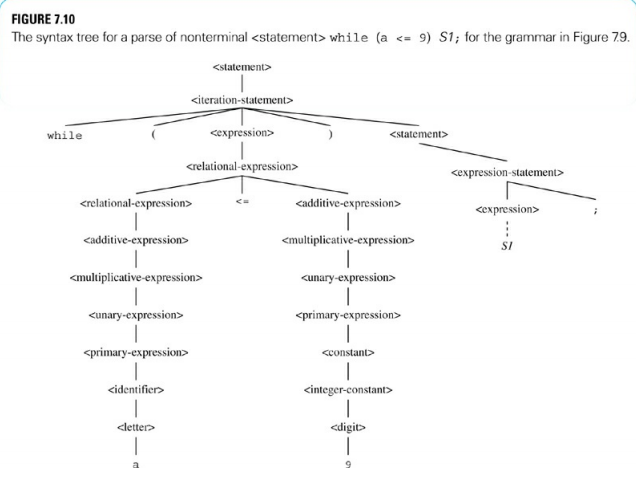 FIGURE 7.10
The syntax tree for a parse of nonterminal <statement> while (a <= 9) S1; for the grammar in Figure 7.9.
<statement>
<iteration-statement>
while ( <expression> ) <statement>
<relational-expression> <expression-statement>
<relational-expression> <= <additive-expression> <expression> ;
<additive-expression> <multiplicative-expression> S1
<multiplicative-expression> <unary-expression>
<unary-expression> <primary-expression>
<primary-expression> <constant>
<identifier> <integer-constant>
<letter> <digit>
a 9